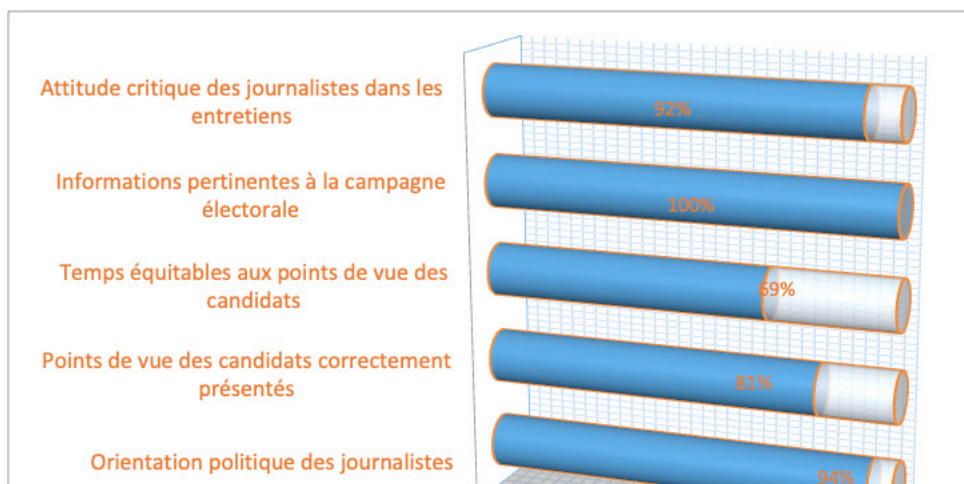 Attitude critique des journalistes dans les
entretiens
92%
Informations pertinentes à la campagne
électorale
100%
Temps équitables aux points de vue des
candidats
69%
Points de vue des candidats correctement
présentés
81%
Orientation politique des journalistes
94%